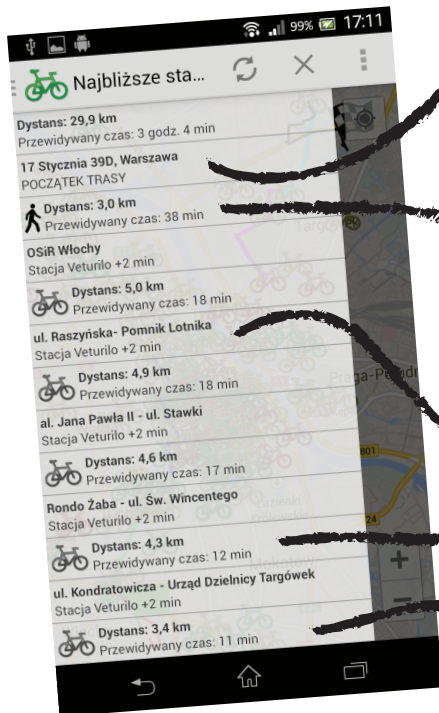 99% 17:11
Najbliższe sta...
Dystans: 29,9 km
Przewidywany czas: 3 godz. 4 min
17 Stycznia 39D, Warszawa
POCZĄTEK TRASY
Dystans: 3,0 km
Przewidywany czas: 38 min
OSiR Włochy
Stacja Veturilo +2 min
Dystans: 5,0 km
Przewidywany czas: 18 min
ul. Raszyńska- Pomnik Lotnika
Stacja Veturilo +2 min
Dystans: 4,9 km
Przewidywany czas: 18 min
al. Jana Pawła II - ul. Stawki
Stacja Veturilo +2 min
Dystans: 4,6 km
Przewidywany czas: 17 min
Rondo Żaba - ul. Św. Wincentego
Stacja Veturilo +2 min
Dystans: 4,3 km
Przewidywany czas: 12 min
ul. Kondratowicza - Urząd Dzielnicy Targówek
Stacja Veturilo +2 min
Dystans: 3,4 km
Przewidywany czas: 11 min
801
24
+
−